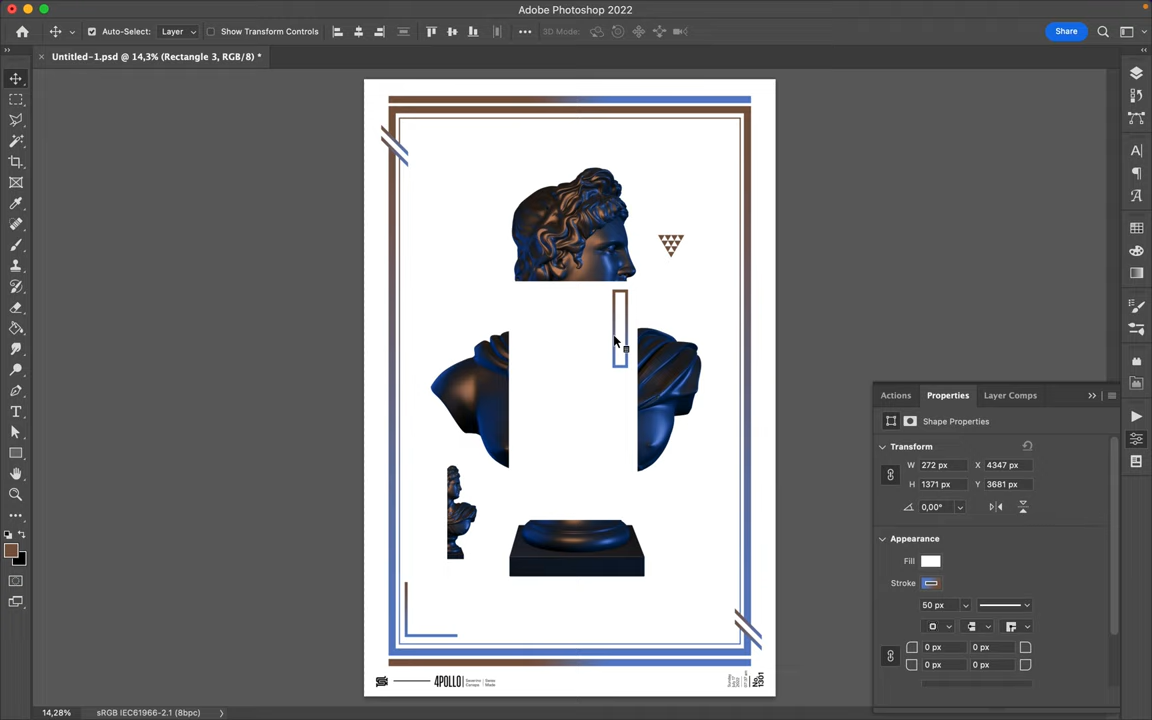 Adobe Photoshop 2022
Auto-Select: Layer Show Transform Controls 3D Mode: Share
Untitled-1.psd @ 14,3% (Rectangle 3, RGB/8) *
Actions Properties Layer Comps
Shape Properties
Transform
W 272 px X 4347 px
H 1371 px Y 3681 px
0,00°
Appearance
Fill
Stroke
50 px
0 px 0 px
0 px 0 px
4POLLO
No. 1301
14,28% sRGB IEC61966-2.1 (8bpc)